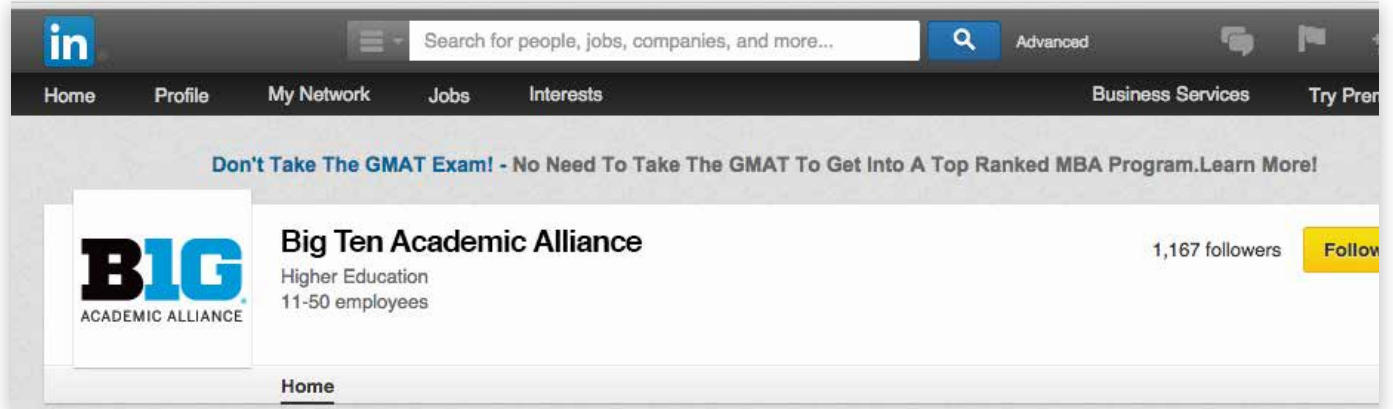 in
Search for people, jobs, companies, and more...
Advanced
Home Profile My Network Jobs Interests Business Services Try
Don't Take The GMAT Exam! - No Need To Take The GMAT To Get Into A Top Ranked MBA Program.Learn More!
B1G
ACADEMIC ALLIANCE
Big Ten Academic Alliance
Higher Education
11-50 employees
1,167 followers
Follow
Home